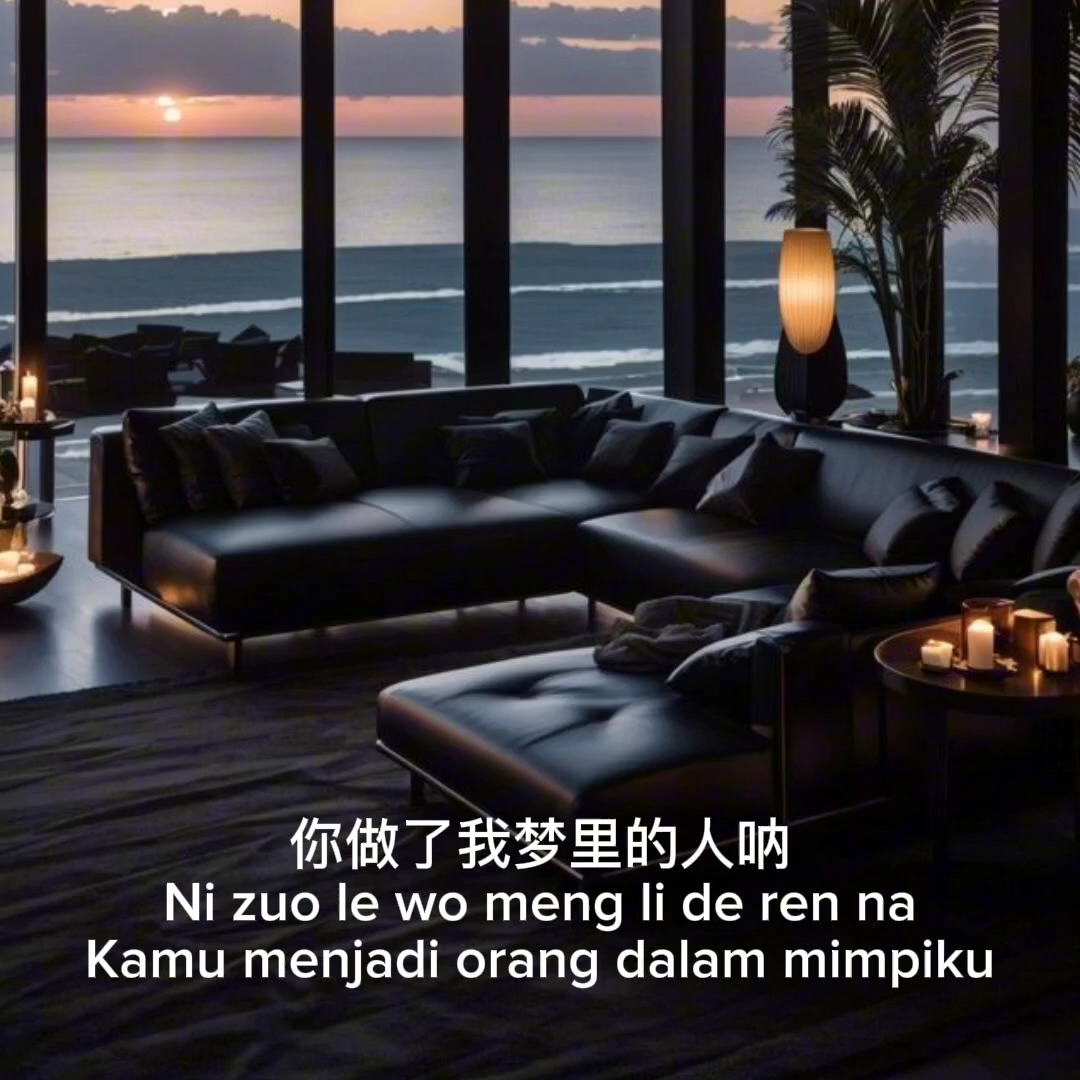 你做了我梦里的人呐
Ni zuo le wo meng li de ren na
Kamu menjadi orang dalam mimpiku